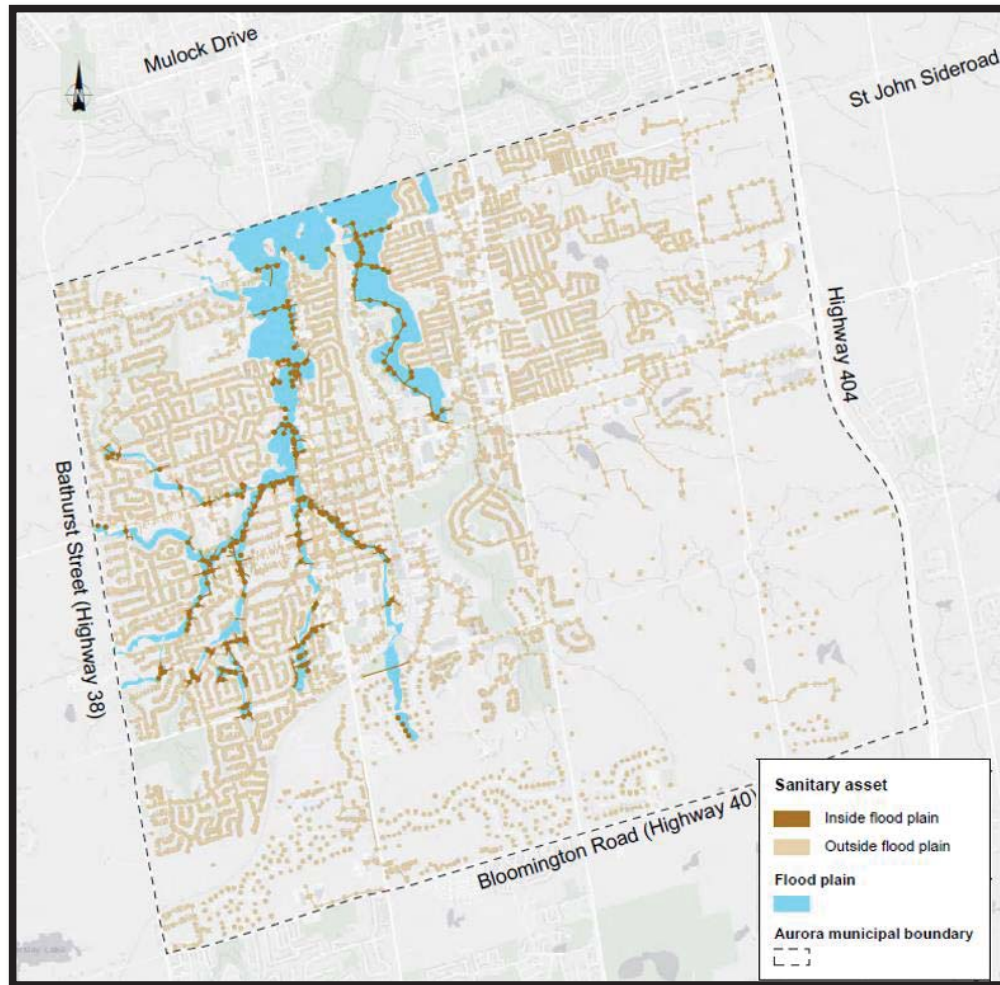 Mulock Drive
St John Sideroad
N
Highway 404
Bathurst Street (Highway 38)
Bloomington Road (Highway 40)
Sanitary asset
Inside flood plain
Outside flood plain
Flood plain
Aurora municipal boundary